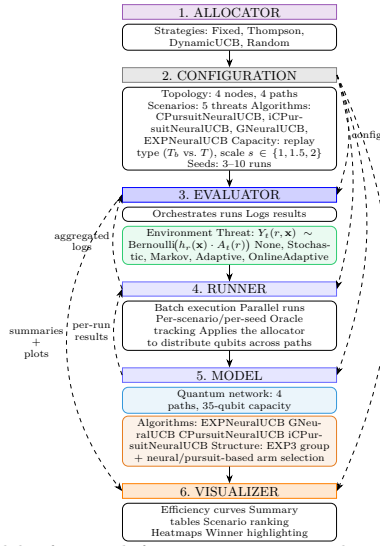 1. ALLOCATOR
Strategies: Fixed, Thompson,
DynamicUCB, Random
2. CONFIGURATION
Topology: 4 nodes, 4 paths
Scenarios: 5 threats Algorithms:
CPursuitNeuralUCB, iCPur-
suitNeuralUCB, GNeuralUCB,
EXPNeuralUCB Capacity: replay
type (T_b vs. T), scale s ∈ {1, 1.5, 2}
Seeds: 3–10 runs
config
3. EVALUATOR
Orchestrates runs Logs results
Environment Threat: Y_t(r, x) ∼
Bernoulli(h_r(x) · A_t(r)) None, Stochas-
tic, Markov, Adaptive, OnlineAdaptive
aggregated
logs
4. RUNNER
Batch execution Parallel runs
Per-scenario/per-seed Oracle
tracking Applies the allocator
to distribute qubits across paths
summaries
+
plots
per-run
results
5. MODEL
Quantum network: 4
paths, 35-qubit capacity
Algorithms: EXPNeuralUCB GNeu-
ralUCB CPursuitNeuralUCB iCPur-
suitNeuralUCB Structure: EXP3 group
+ neural/pursuit-based arm selection
6. VISUALIZER
Efficiency curves Summary
tables Scenario ranking
Heatmaps Winner highlighting